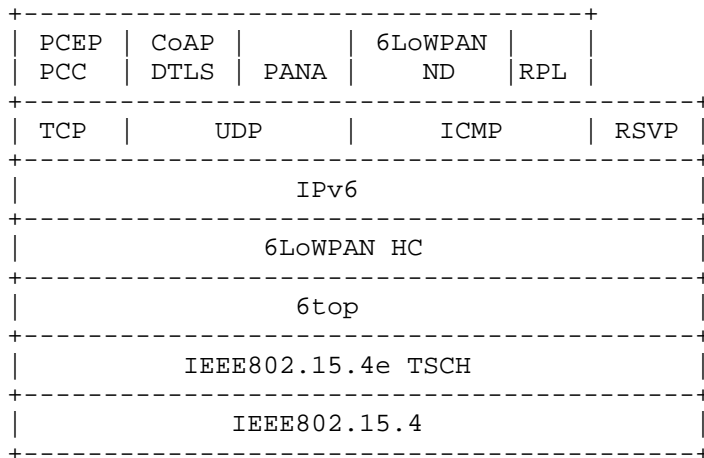 PCEP | CoAP | | 6LoWPAN | |
PCC | DTLS | PANA | ND |RPL |
TCP | UDP | ICMP | RSVP |
IPv6
6LoWPAN HC
6top
IEEE802.15.4e TSCH
IEEE802.15.4